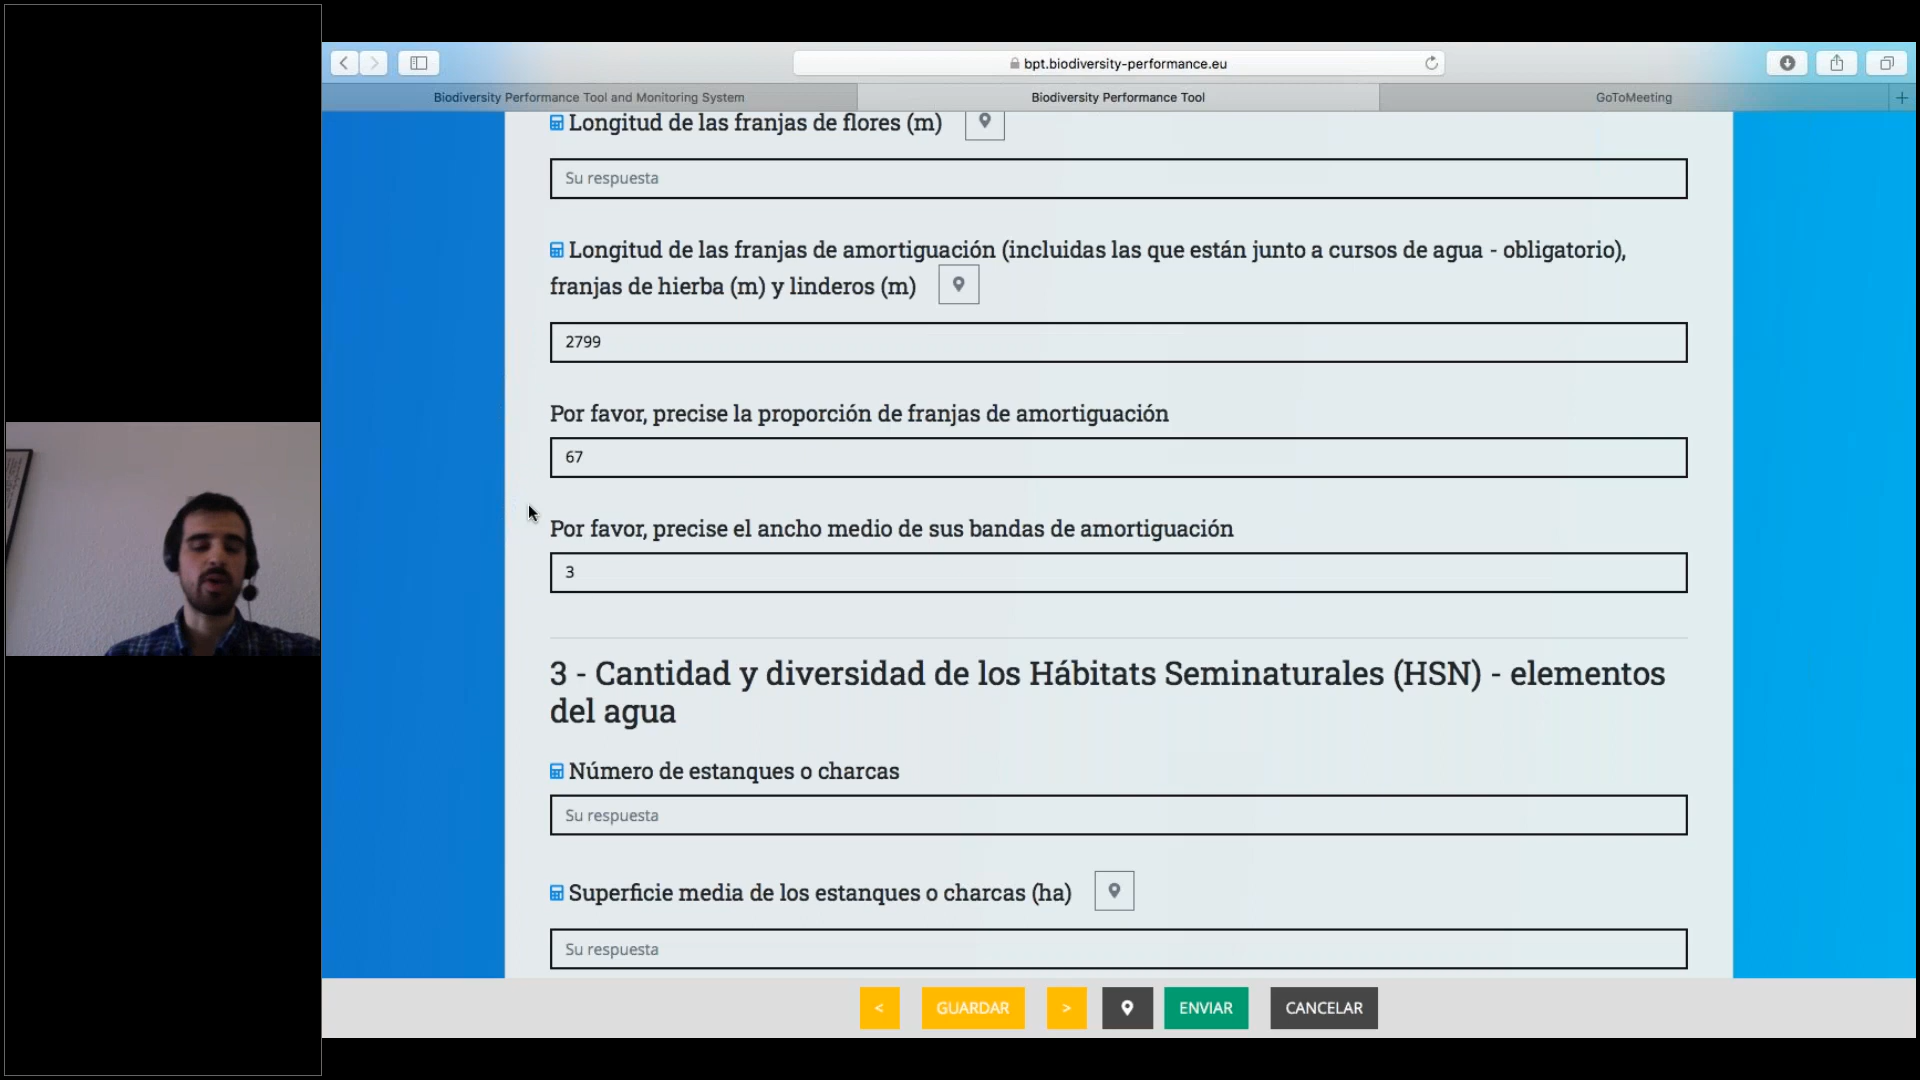 bpt.biodiversity-performance.eu
Biodiversity Performance Tool and Monitoring System
Biodiversity Performance Tool
GoToMeeting
+
Longitud de las franjas de flores (m)
Su respuesta
Longitud de las franjas de amortiguación (incluidas las que están junto a cursos de agua - obligatorio),
franjas de hierba (m) y linderos (m)
2799
Por favor, precise la proporción de franjas de amortiguación
67
Por favor, precise el ancho medio de sus bandas de amortiguación
3
3 - Cantidad y diversidad de los Hábitats Seminaturales (HSN) - elementos
del agua
Número de estanques o charcas
Su respuesta
Superficie media de los estanques o charcas (ha)
Su respuesta
< GUARDAR > ENVIAR CANCELAR